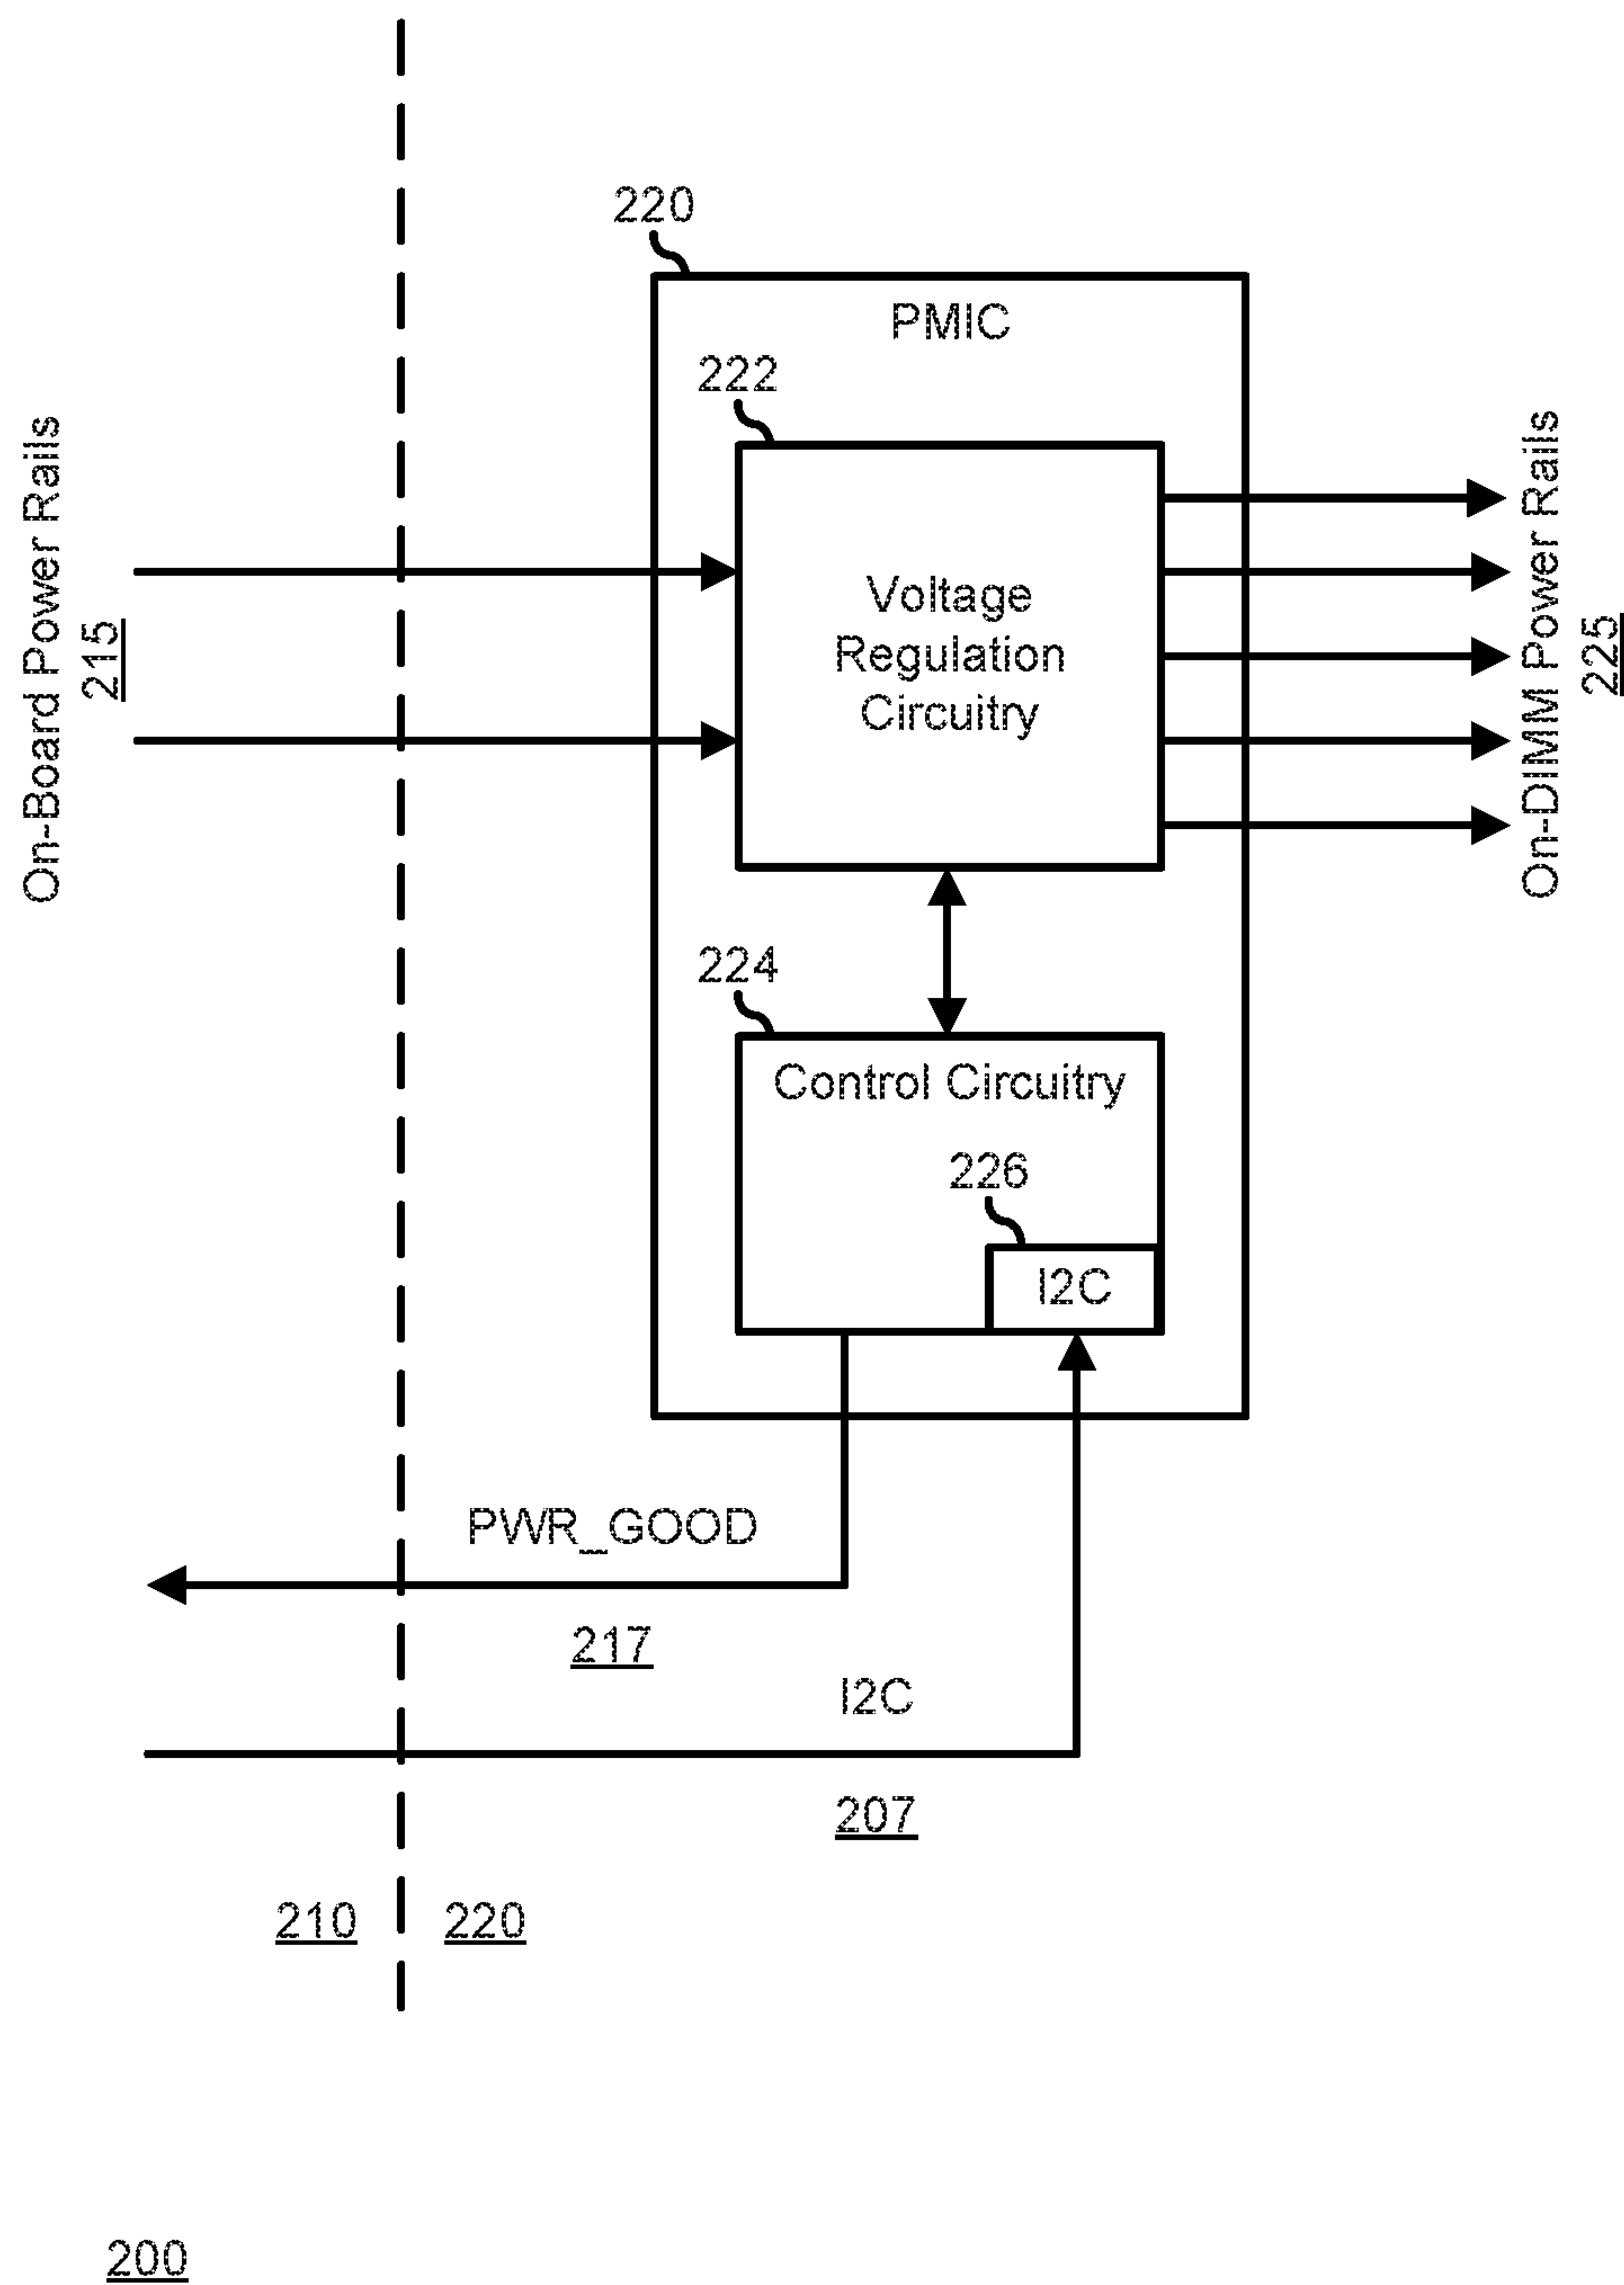 220
PMIC
222
On-Board Power Rails
215
Voltage
Regulation
Circuitry
On-DIMM Power Rails
225
224
Control Circuitry
226
I2C
PWR_GOOD
217
I2C
207
210
220
200